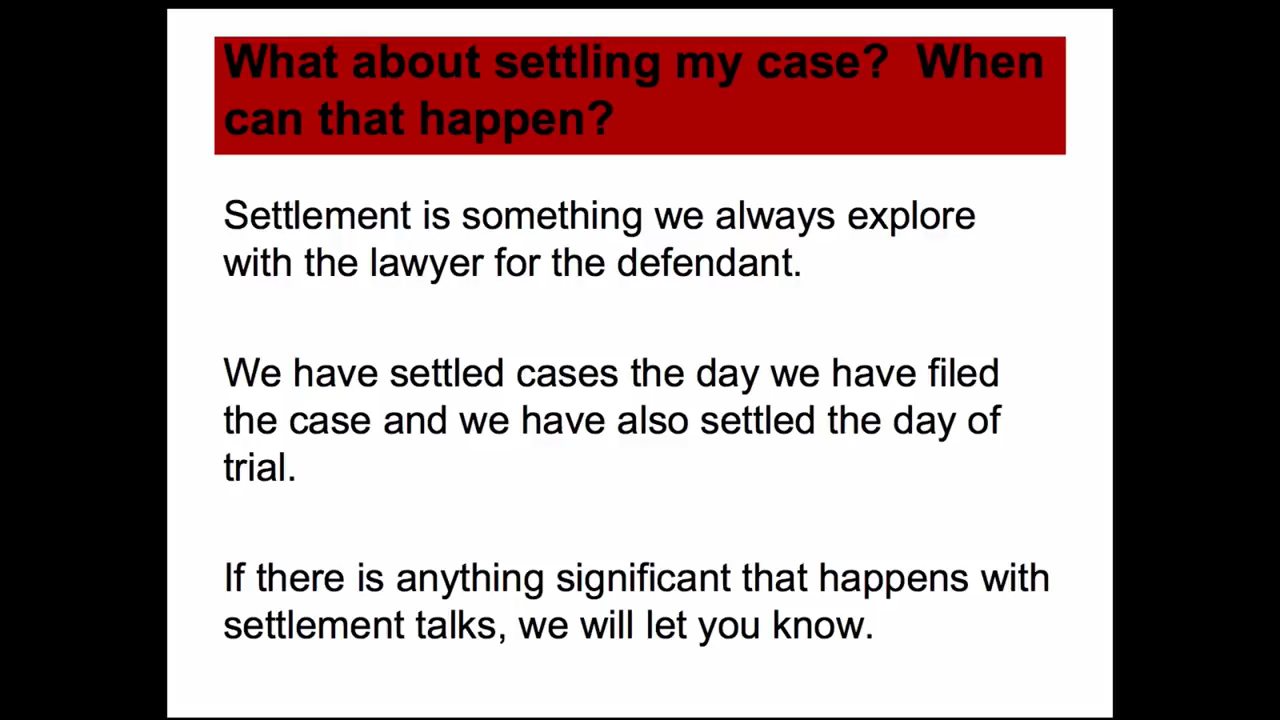 What about settling my case?  When
can that happen?
Settlement is something we always explore
with the lawyer for the defendant.
We have settled cases the day we have filed
the case and we have also settled the day of
trial.
If there is anything significant that happens with
settlement talks, we will let you know.